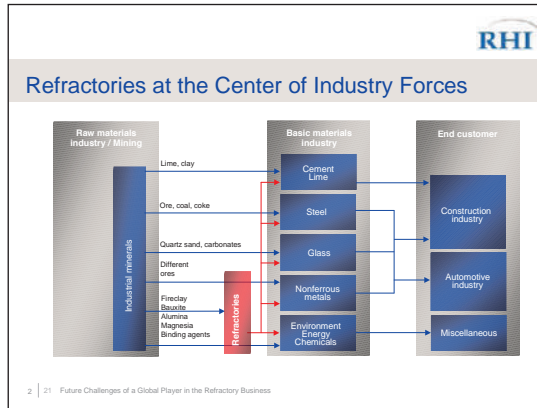 RHI
Refractories at the Center of Industry Forces
Raw materials
industry / Mining
Basic materials
industry
End customer
Industrial minerals
Lime, clay
Ore, coal, coke
Quartz sand, carbonates
Different
ores
Fireclay
Bauxite
Alumina
Magnesia
Binding agents
Refractories
Cement
Lime
Steel
Glass
Nonferrous
metals
Environment
Energy
Chemicals
Construction
industry
Automotive
industry
Miscellaneous
2 | 21 Future Challenges of a Global Player in the Refractory Business